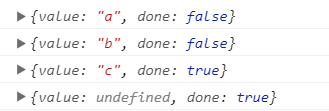 ▶{value: "a", done: false}
▶{value: "b", done: false}
▶{value: "c", done: true}
▶{value: undefined, done: true}